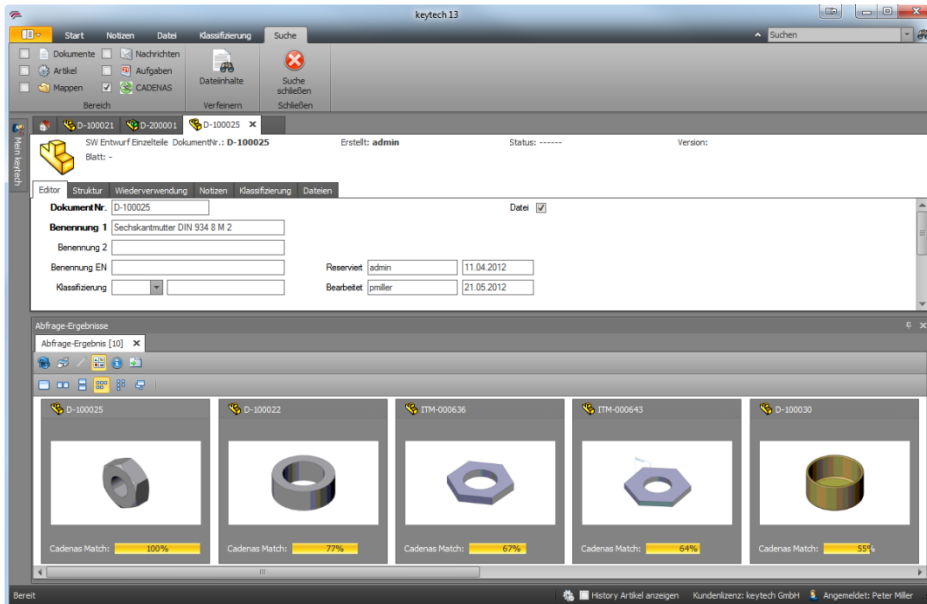 keytech 13
Start Notizen Datei Klassifizierung Suche
Suchen
Dokumente Nachrichten
Artikel Aufgaben
Mappen CADENAS
Dateiinhalte
Suche
schließen
Bereich Verfeinern Schließen
D-100021 D-200001 D-100025
Mein keytech
SW Entwurf Einzelteile DokumentNr.: D-100025 Erstellt: admin Status: ------ Version:
Blatt: -
Editor Struktur Wiederverwendung Notizen Klassifizierung Dateien
DokumentNr. D-100025 Datei
Benennung 1 Sechskantmutter DIN 934 8 M 2
Benennung 2
Benennung EN Reserviert admin 11.04.2012
Klassifizierung Bearbeitet pmiller 21.05.2012
Abfrage-Ergebnisse
Abfrage-Ergebnis [10]
D-100025 D-100022 ITM-000636 ITM-000643 D-100030
Cadenas Match: 100% Cadenas Match: 77% Cadenas Match: 67% Cadenas Match: 64% Cadenas Match: 55%
Bereit History Artikel anzeigen Kundenlizenz: keytech GmbH Angemeldet: Peter Miller